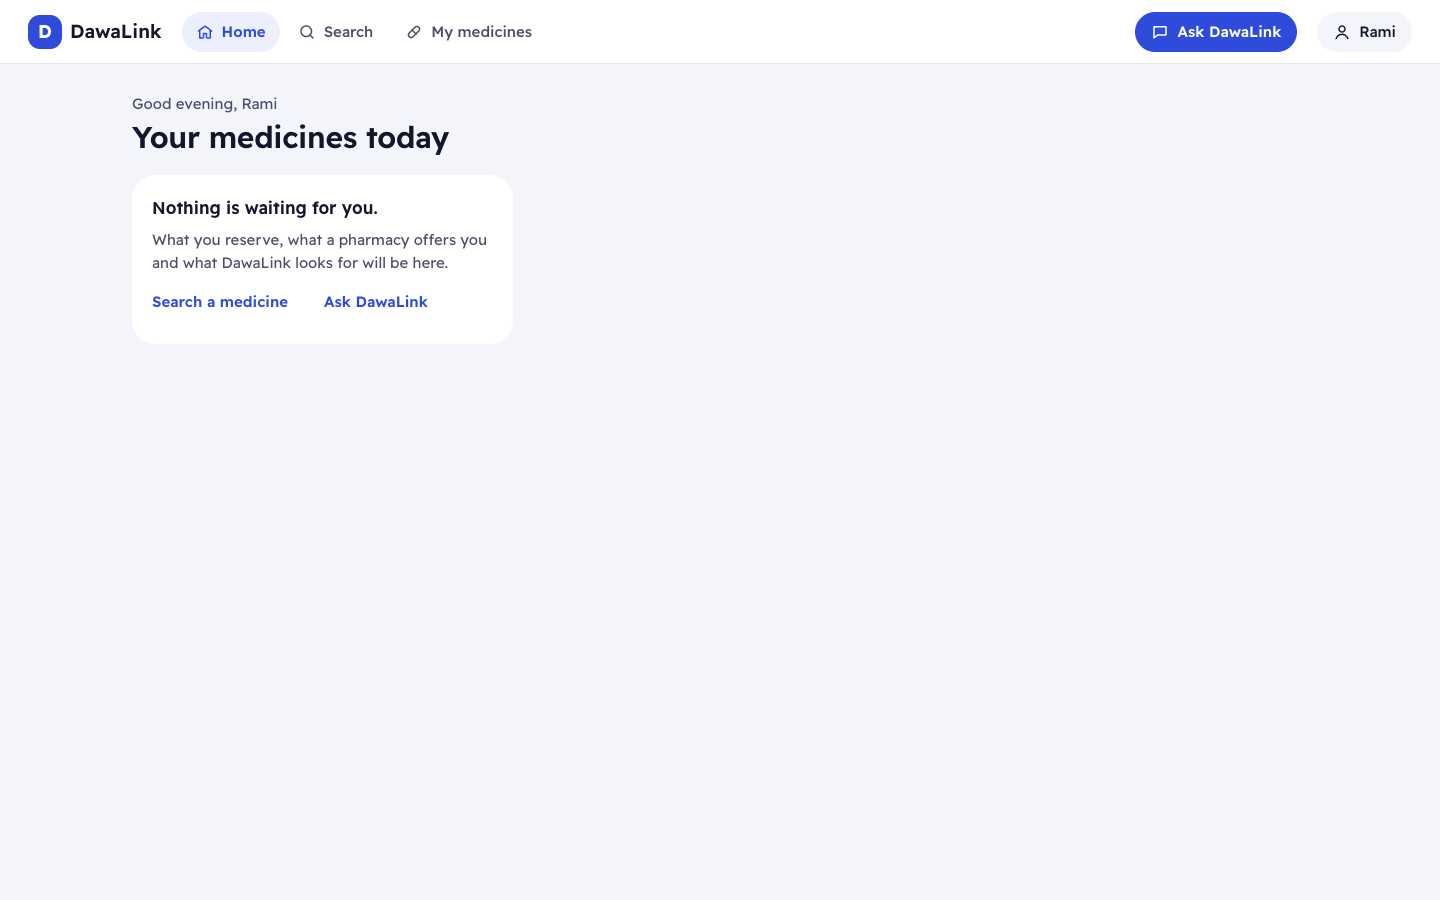 D DawaLink Home Search My medicines Ask DawaLink Rami
Good evening, Rami
Your medicines today
Nothing is waiting for you.
What you reserve, what a pharmacy offers you
and what DawaLink looks for will be here.
Search a medicine Ask DawaLink